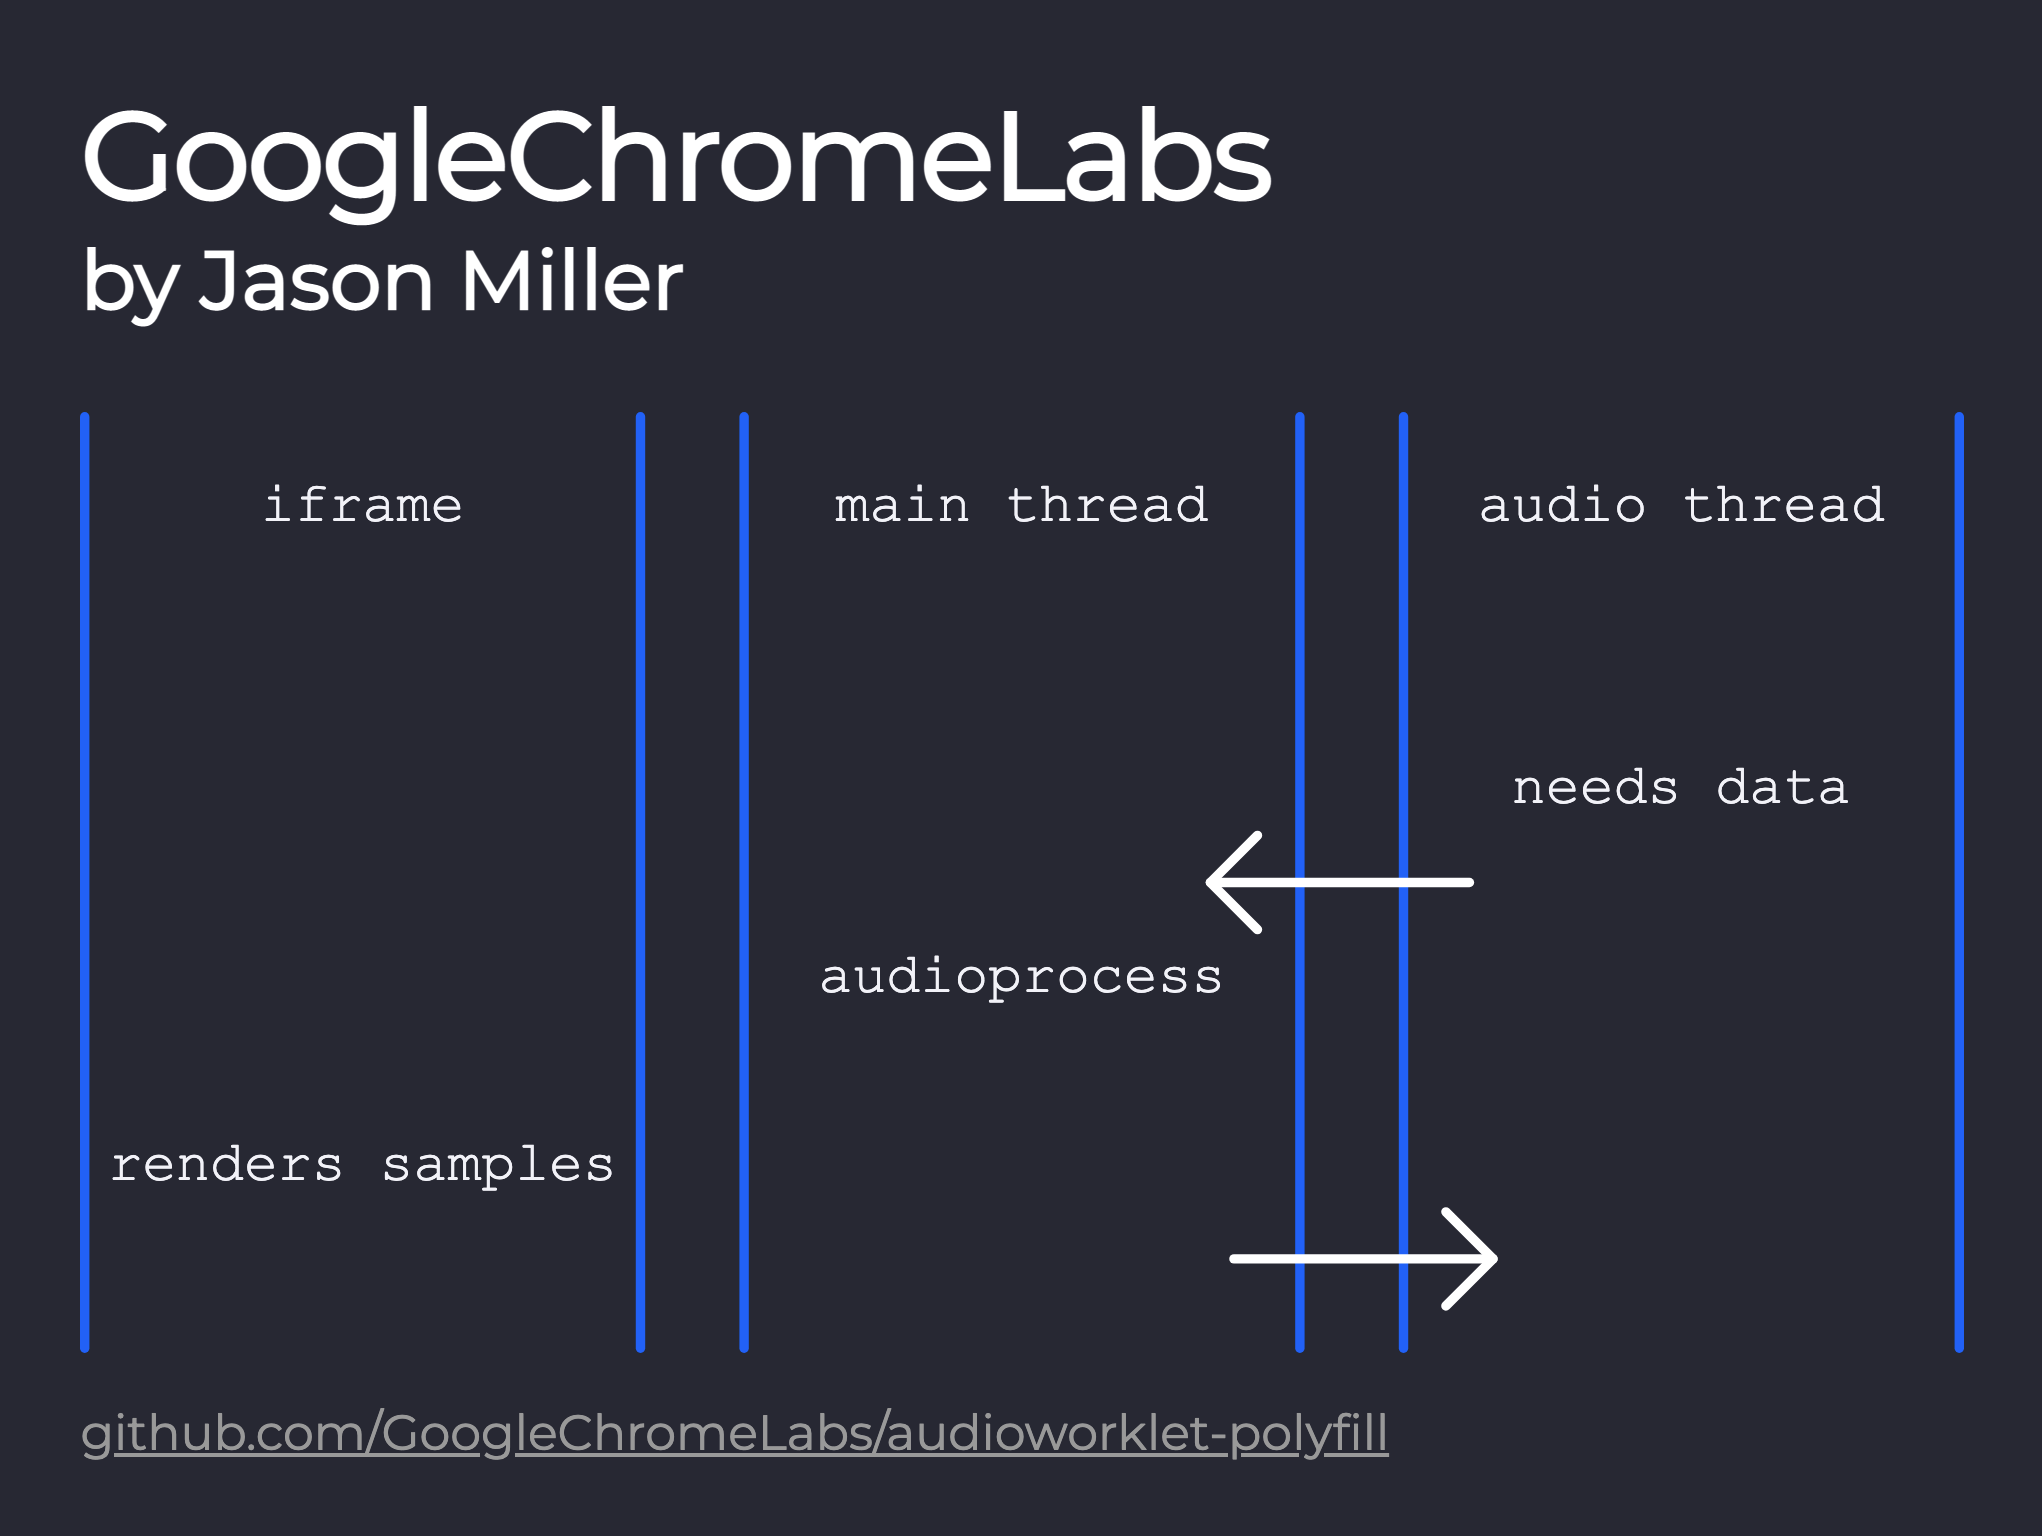 GoogleChromeLabs
by Jason Miller
iframe
main thread
audio thread
needs data
audioprocess
renders samples
github.com/GoogleChromeLabs/audioworklet-polyfill